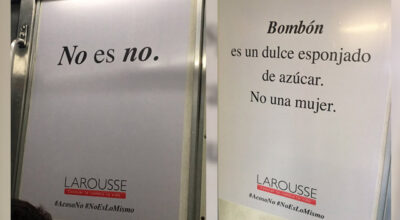 No es no.
LAROUSSE
#AcosoNo #NoEsLoMismo
Bombón
es un dulce esponjado
de azúcar.
No una mujer.
LAROUSSE
#AcosoNo #NoEsLoMismo